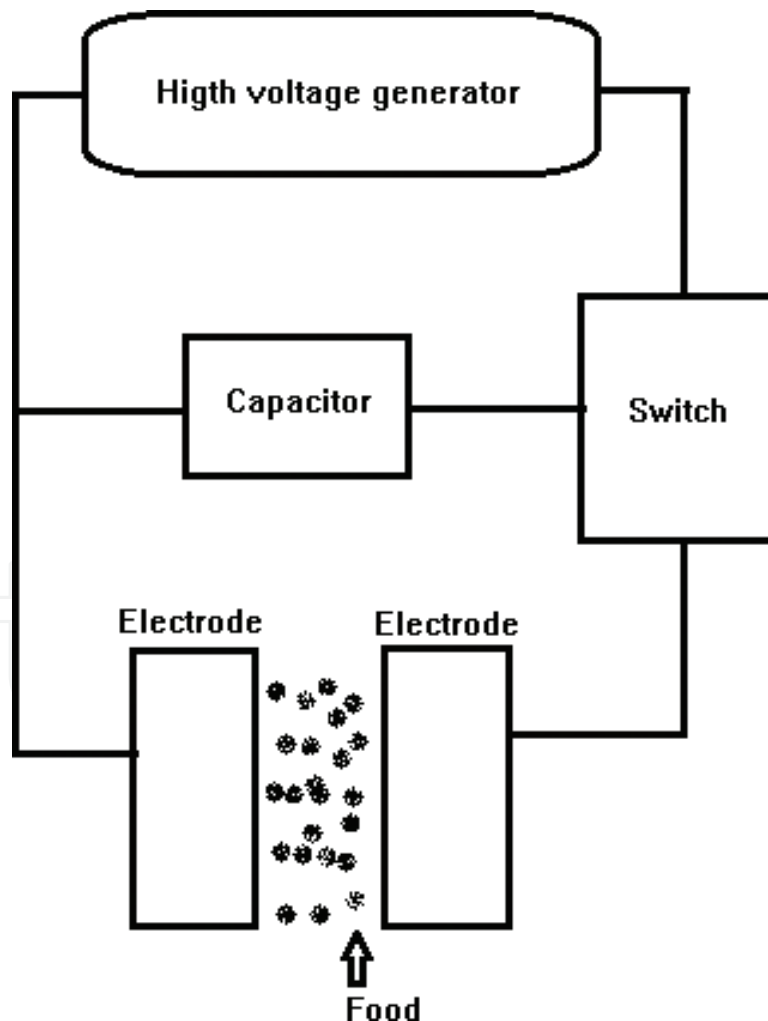 Higth voltage generator
Capacitor
Switch
Electrode
Electrode
Food